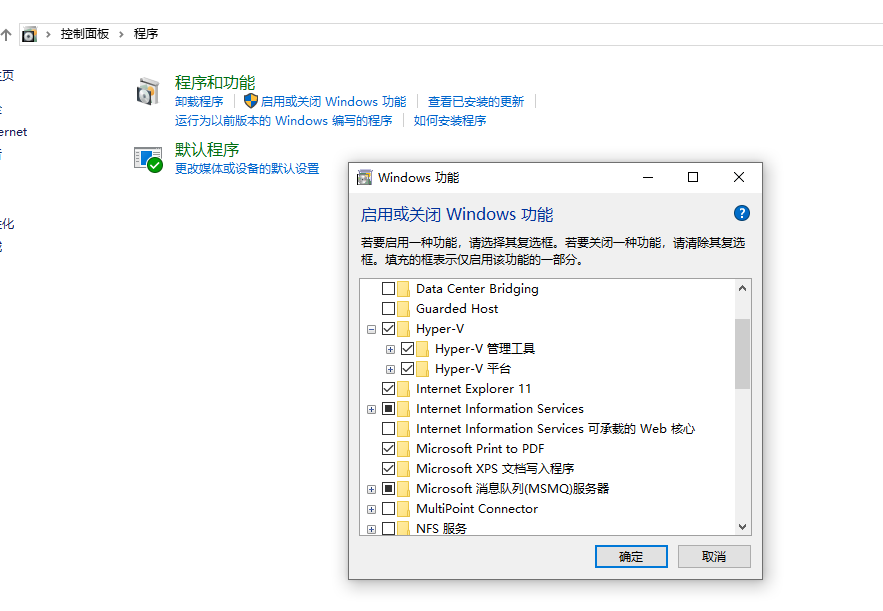 控制面板 > 程序
页
ernet
化
程序和功能
卸载程序 启用或关闭 Windows 功能 查看已安装的更新
运行为以前版本的 Windows 编写的程序 如何安装程序
默认程序
更改媒体或设备的默认设置
Windows 功能
启用或关闭 Windows 功能
若要启用一种功能，请选择其复选框。若要关闭一种功能，请清除其复选
框。填充的框表示仅启用该功能的一部分。
Data Center Bridging
Guarded Host
Hyper-V
Hyper-V 管理工具
Hyper-V 平台
Internet Explorer 11
Internet Information Services
Internet Information Services 可承载的 Web 核心
Microsoft Print to PDF
Microsoft XPS 文档写入程序
Microsoft 消息队列(MSMQ)服务器
MultiPoint Connector
NFS 服务
确定 取消